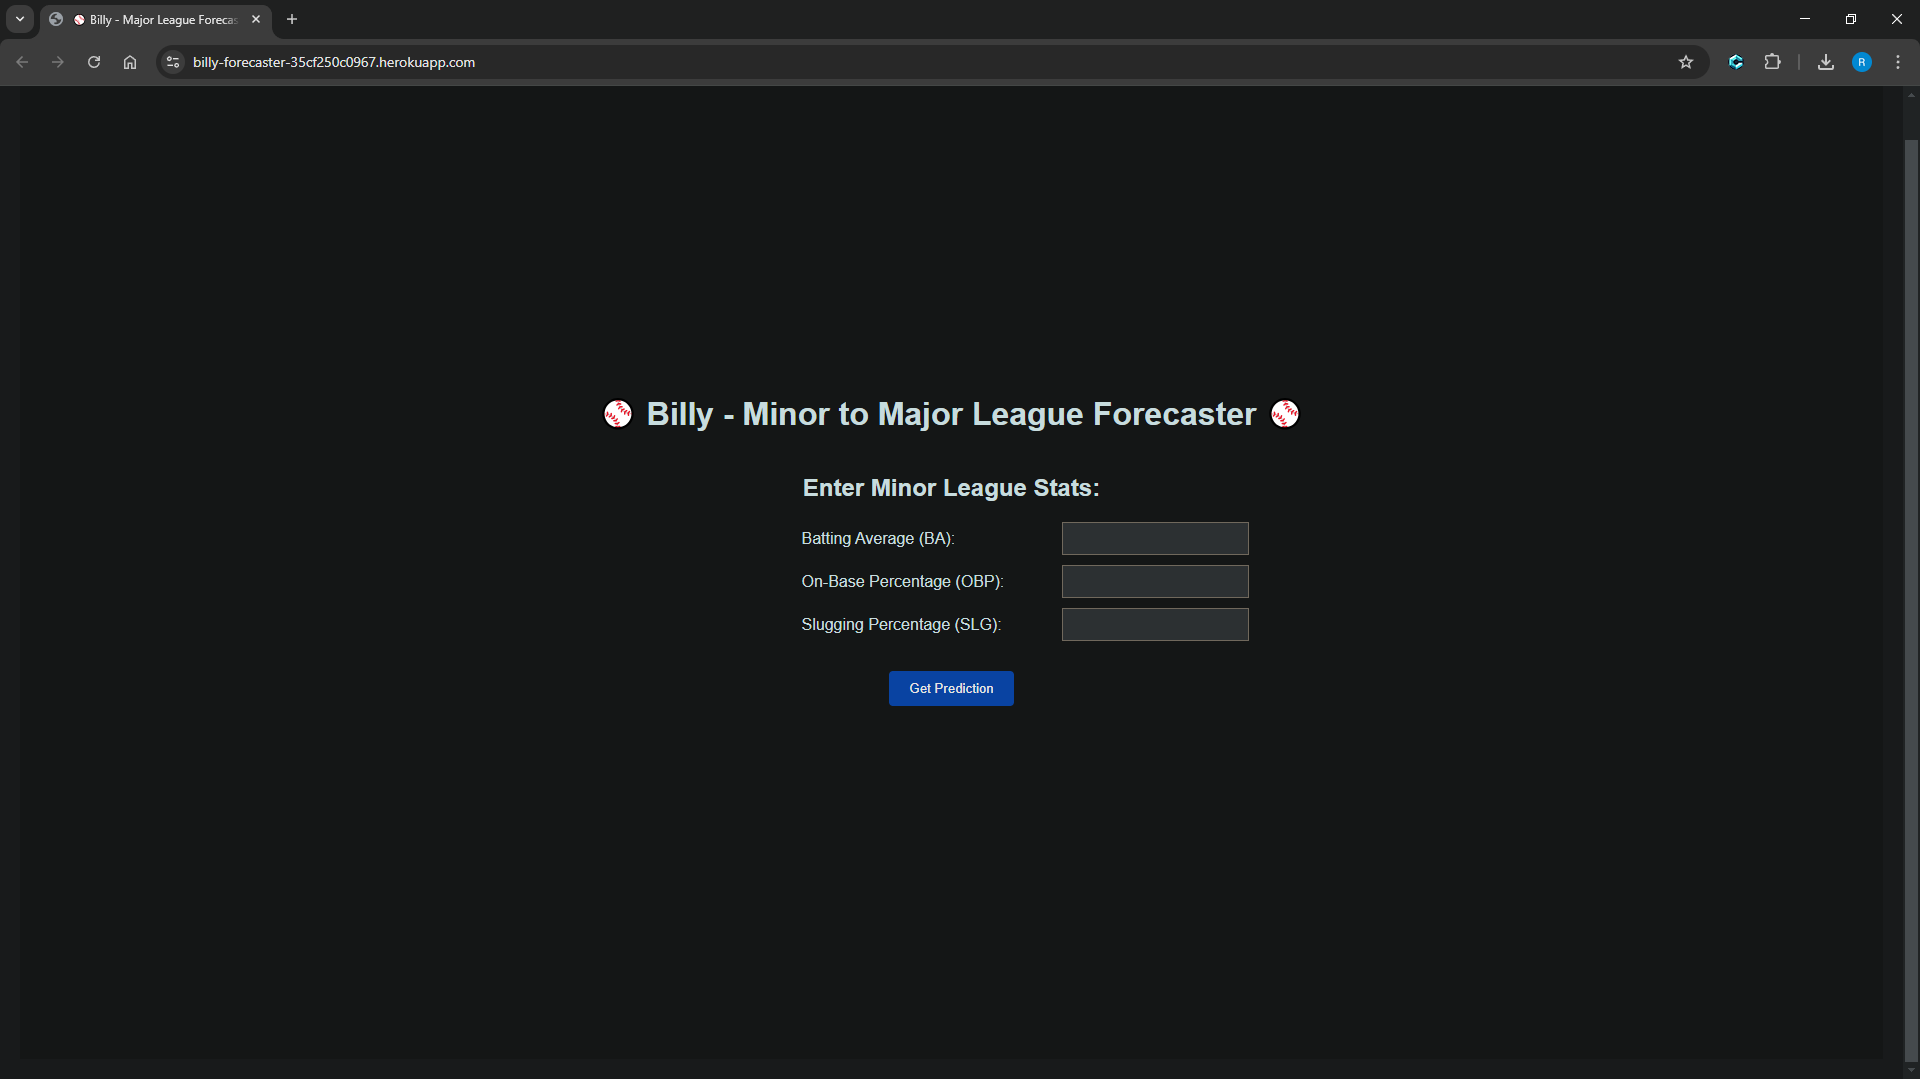 Billy - Major League Forecas
billy-forecaster-35cf250c0967.herokuapp.com
R
Billy - Minor to Major League Forecaster
Enter Minor League Stats:
Batting Average (BA):
On-Base Percentage (OBP):
Slugging Percentage (SLG):
Get Prediction